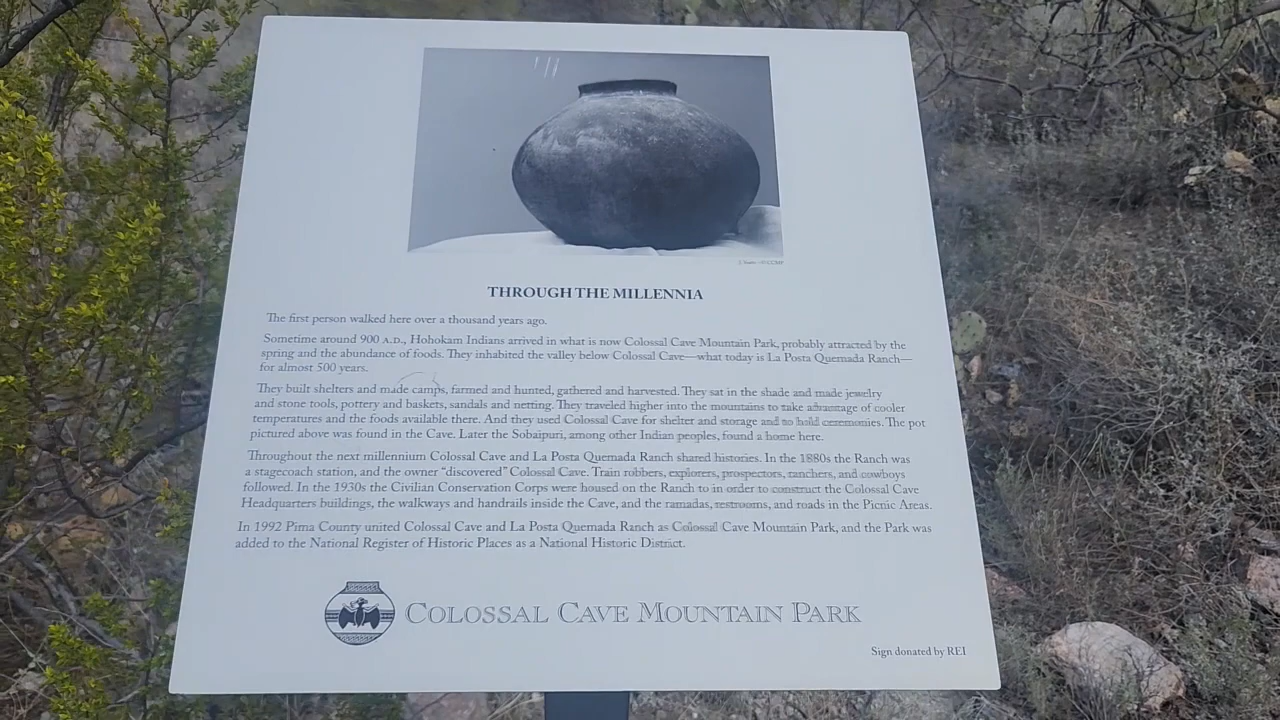 THROUGH THE MILLENNIA
The first person walked here over a thousand years ago.
Sometime around 900 A.D., Hohokam Indians arrived in what is now Colossal Cave Mountain Park, probably attracted by the
spring and the abundance of foods. They inhabited the valley below Colossal Cave—what today is La Posta Quemada Ranch—
for almost 500 years.
They built shelters and made camps, farmed and hunted, gathered and harvested. They sat in the shade and made jewelry
and stone tools, pottery and baskets, sandals and netting. They traveled higher into the mountains to take advantage of cooler
temperatures and the foods available there. And they used Colossal Cave for shelter and storage and to hold ceremonies. The pot
pictured above was found in the Cave. Later the Sobaipuri, among other Indian peoples, found a home here.
Throughout the next millennium Colossal Cave and La Posta Quemada Ranch shared histories. In the 1880s the Ranch was
a stagecoach station, and the owner “discovered” Colossal Cave. Train robbers, explorers, prospectors, ranchers, and cowboys
followed. In the 1930s the Civilian Conservation Corps were housed on the Ranch to in order to construct the Colossal Cave
Headquarters buildings, the walkways and handrails inside the Cave, and the ramadas, restrooms, and roads in the Picnic Areas.
In 1992 Pima County united Colossal Cave and La Posta Quemada Ranch as Colossal Cave Mountain Park, and the Park was
added to the National Register of Historic Places as a National Historic District.
COLOSSAL CAVE MOUNTAIN PARK
Sign donated by REI